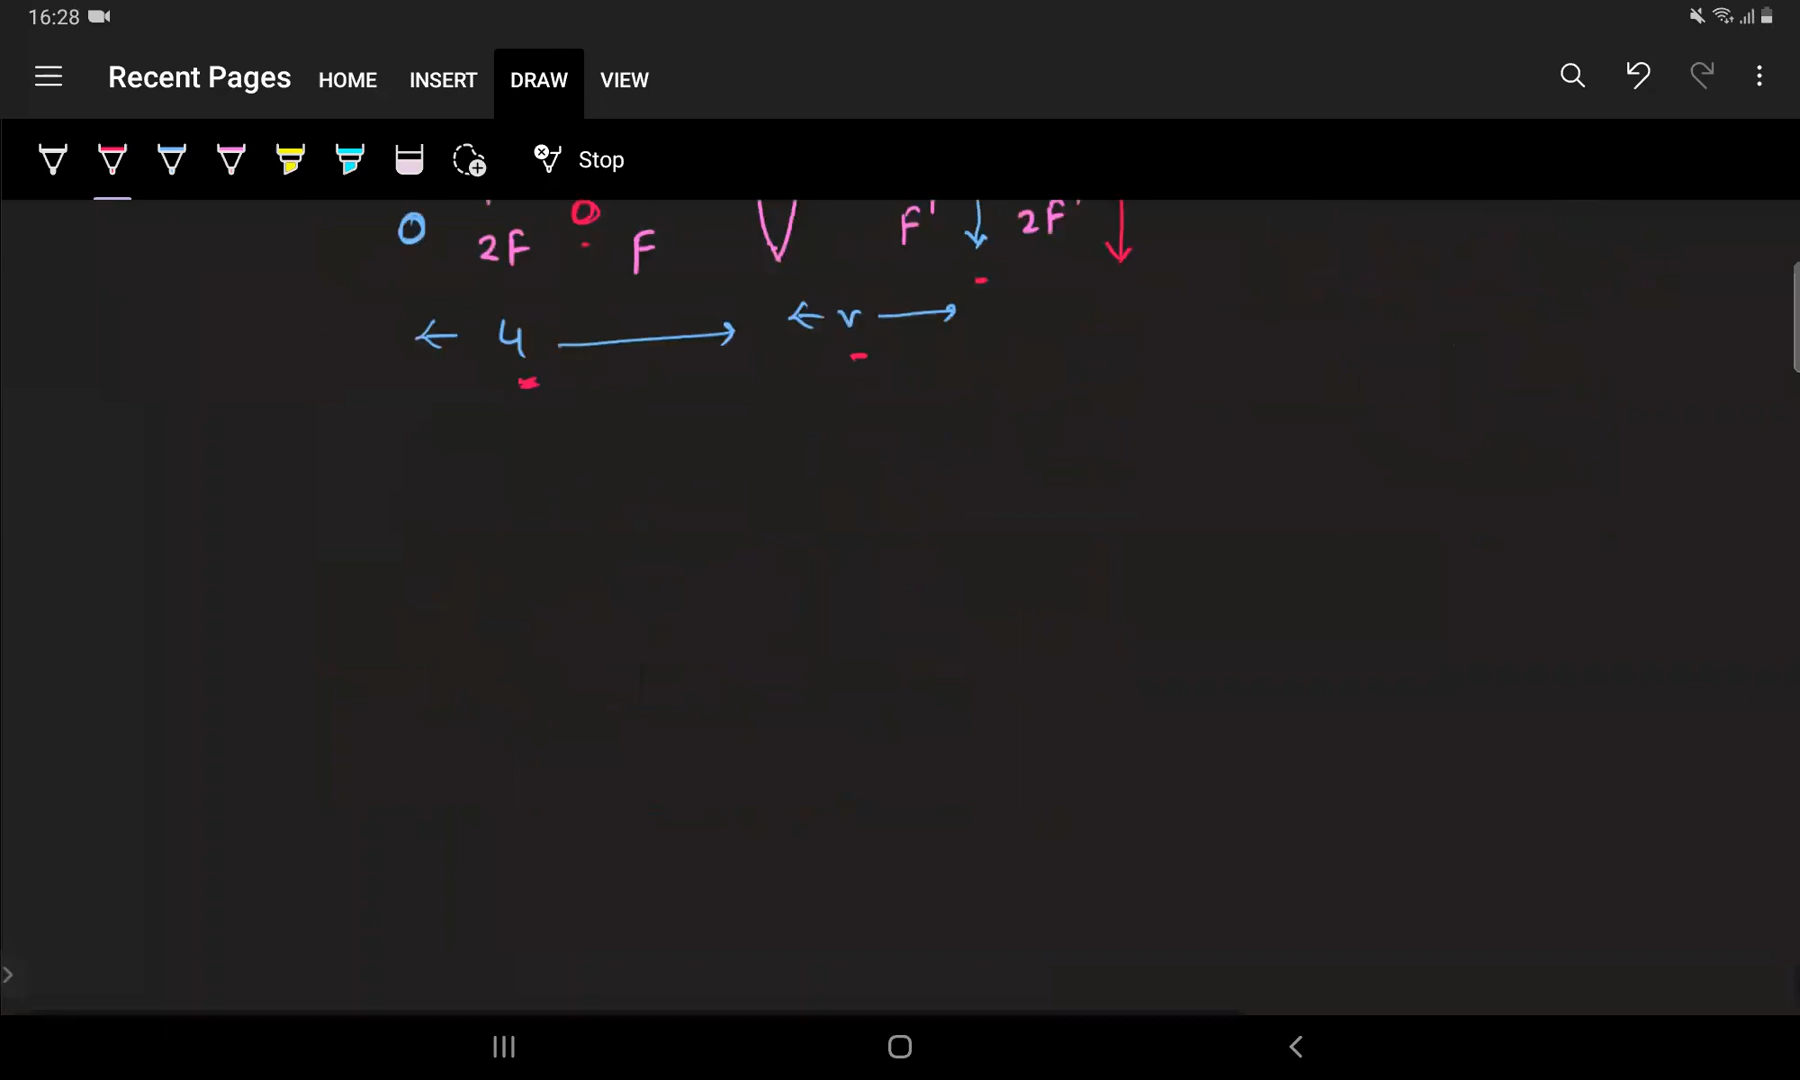 16:28
Recent Pages HOME INSERT DRAW VIEW
Stop
O 2F O F F' 2F'
u v